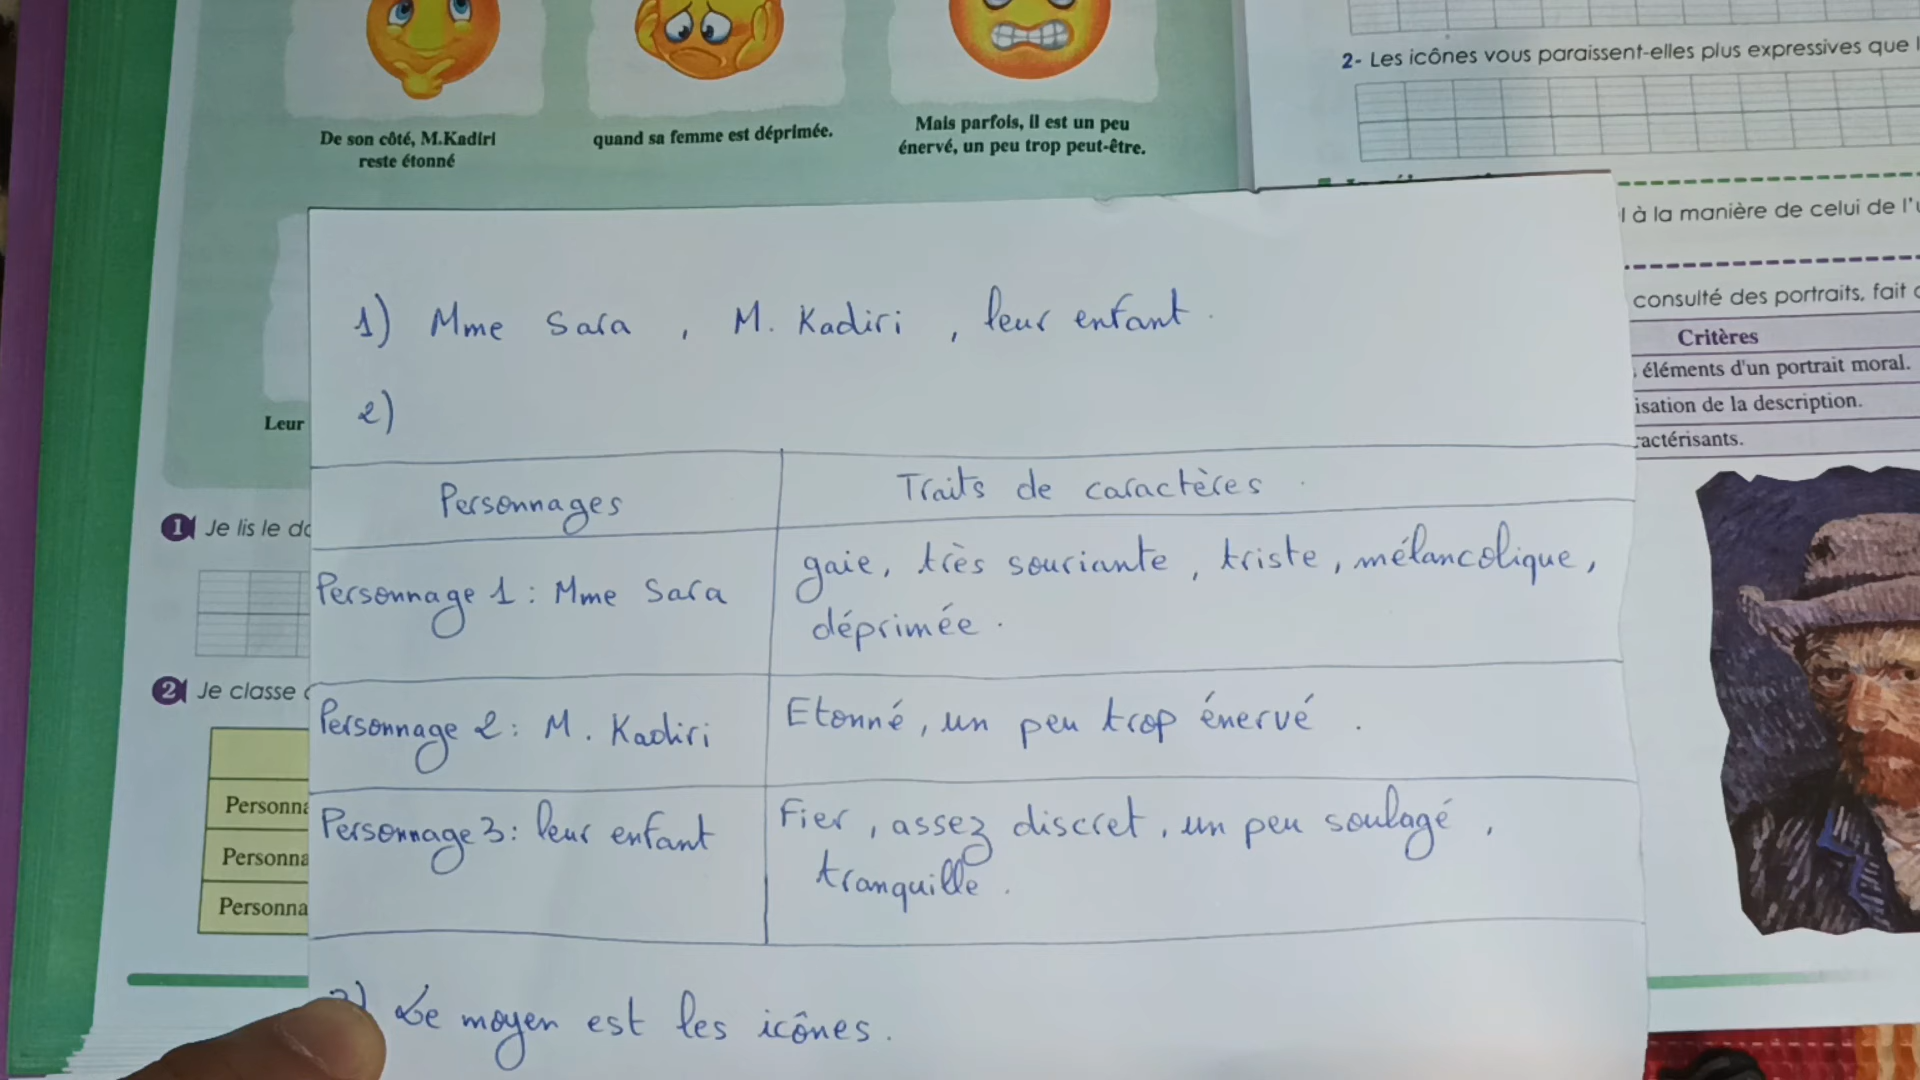 De son côté, M.Kadiri
reste étonné
quand sa femme est déprimée.
Mais parfois, il est un peu
énervé, un peu trop peut-être.
2- Les icônes vous paraissent-elles plus expressives que
à la manière de celui de
consulté des portraits, fait
Critères
éléments d'un portrait moral.
de la description.
1) Mme Sara , M. Kadiri , leur enfant .
2)
Leur
Personnages
Traits de caractères .
Personnage 1 : Mme Sara
gaie, très souriante , triste , mélancolique ,
déprimée .
Personnage 2 : M. Kadiri
Etonné , un peu trop énervé .
Personnage 3 : leur enfant
Fier , assez discret , un peu soulagé ,
tranquille .
Le moyen est les icônes .
1 Je lis le
2 Je classe